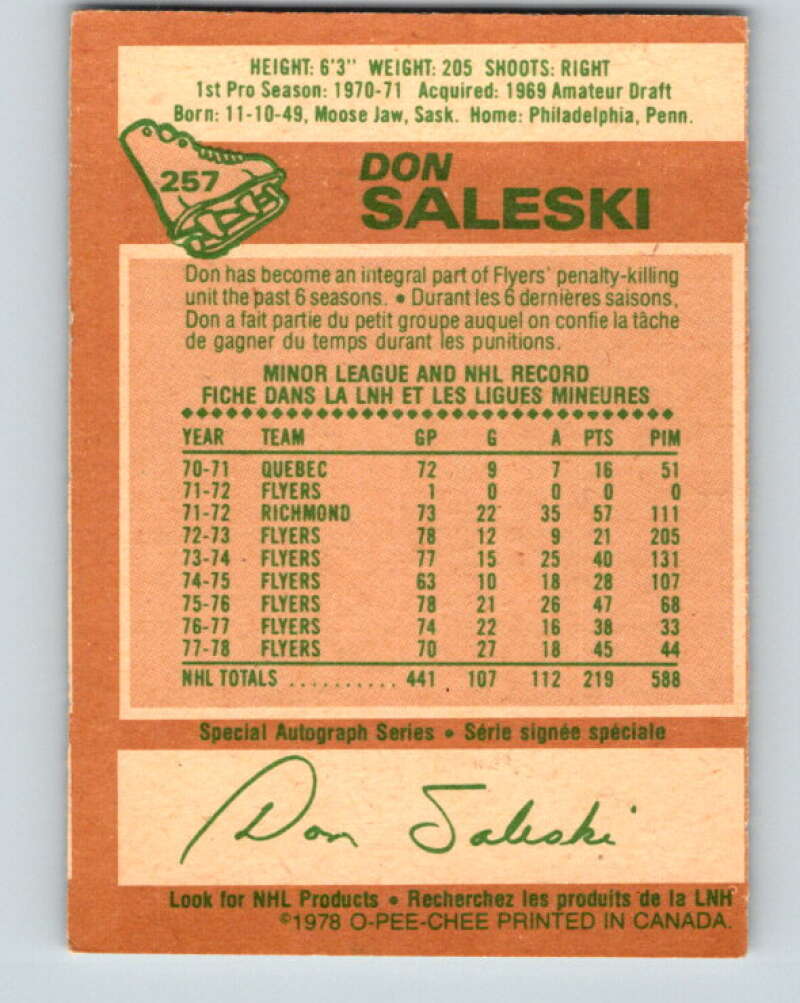 HEIGHT: 6'3" WEIGHT: 205 SHOOTS: RIGHT
1st Pro Season: 1970-71 Acquired: 1969 Amateur Draft
Born: 11-10-49, Moose Jaw, Sask. Home: Philadelphia, Penn.
257
DON
SALESKI
Don has become an integral part of Flyers' penalty-killing
unit the past 6 seasons. • Durant les 6 dernières saisons,
Don a fait partie du petit groupe auquel on confie la tâche
de gagner du temps durant les punitions.
MINOR LEAGUE AND NHL RECORD
FICHE DANS LA LNH ET LES LIGUES MINEURES
YEAR TEAM GP G A PTS PIM
70-71 QUEBEC 72 9 7 16 51
71-72 FLYERS 1 0 0 0 0
71-72 RICHMOND 73 22 35 57 111
72-73 FLYERS 78 12 9 21 205
73-74 FLYERS 77 15 25 40 131
74-75 FLYERS 63 10 18 28 107
75-76 FLYERS 78 21 26 47 68
76-77 FLYERS 74 22 16 38 33
77-78 FLYERS 70 27 18 45 44
NHL TOTALS .......... 441 107 112 219 588
Special Autograph Series • Série signée spéciale
Don Saleski
Look for NHL Products • Recherchez les produits de la LNH
©1978 O-PEE-CHEE PRINTED IN CANADA.